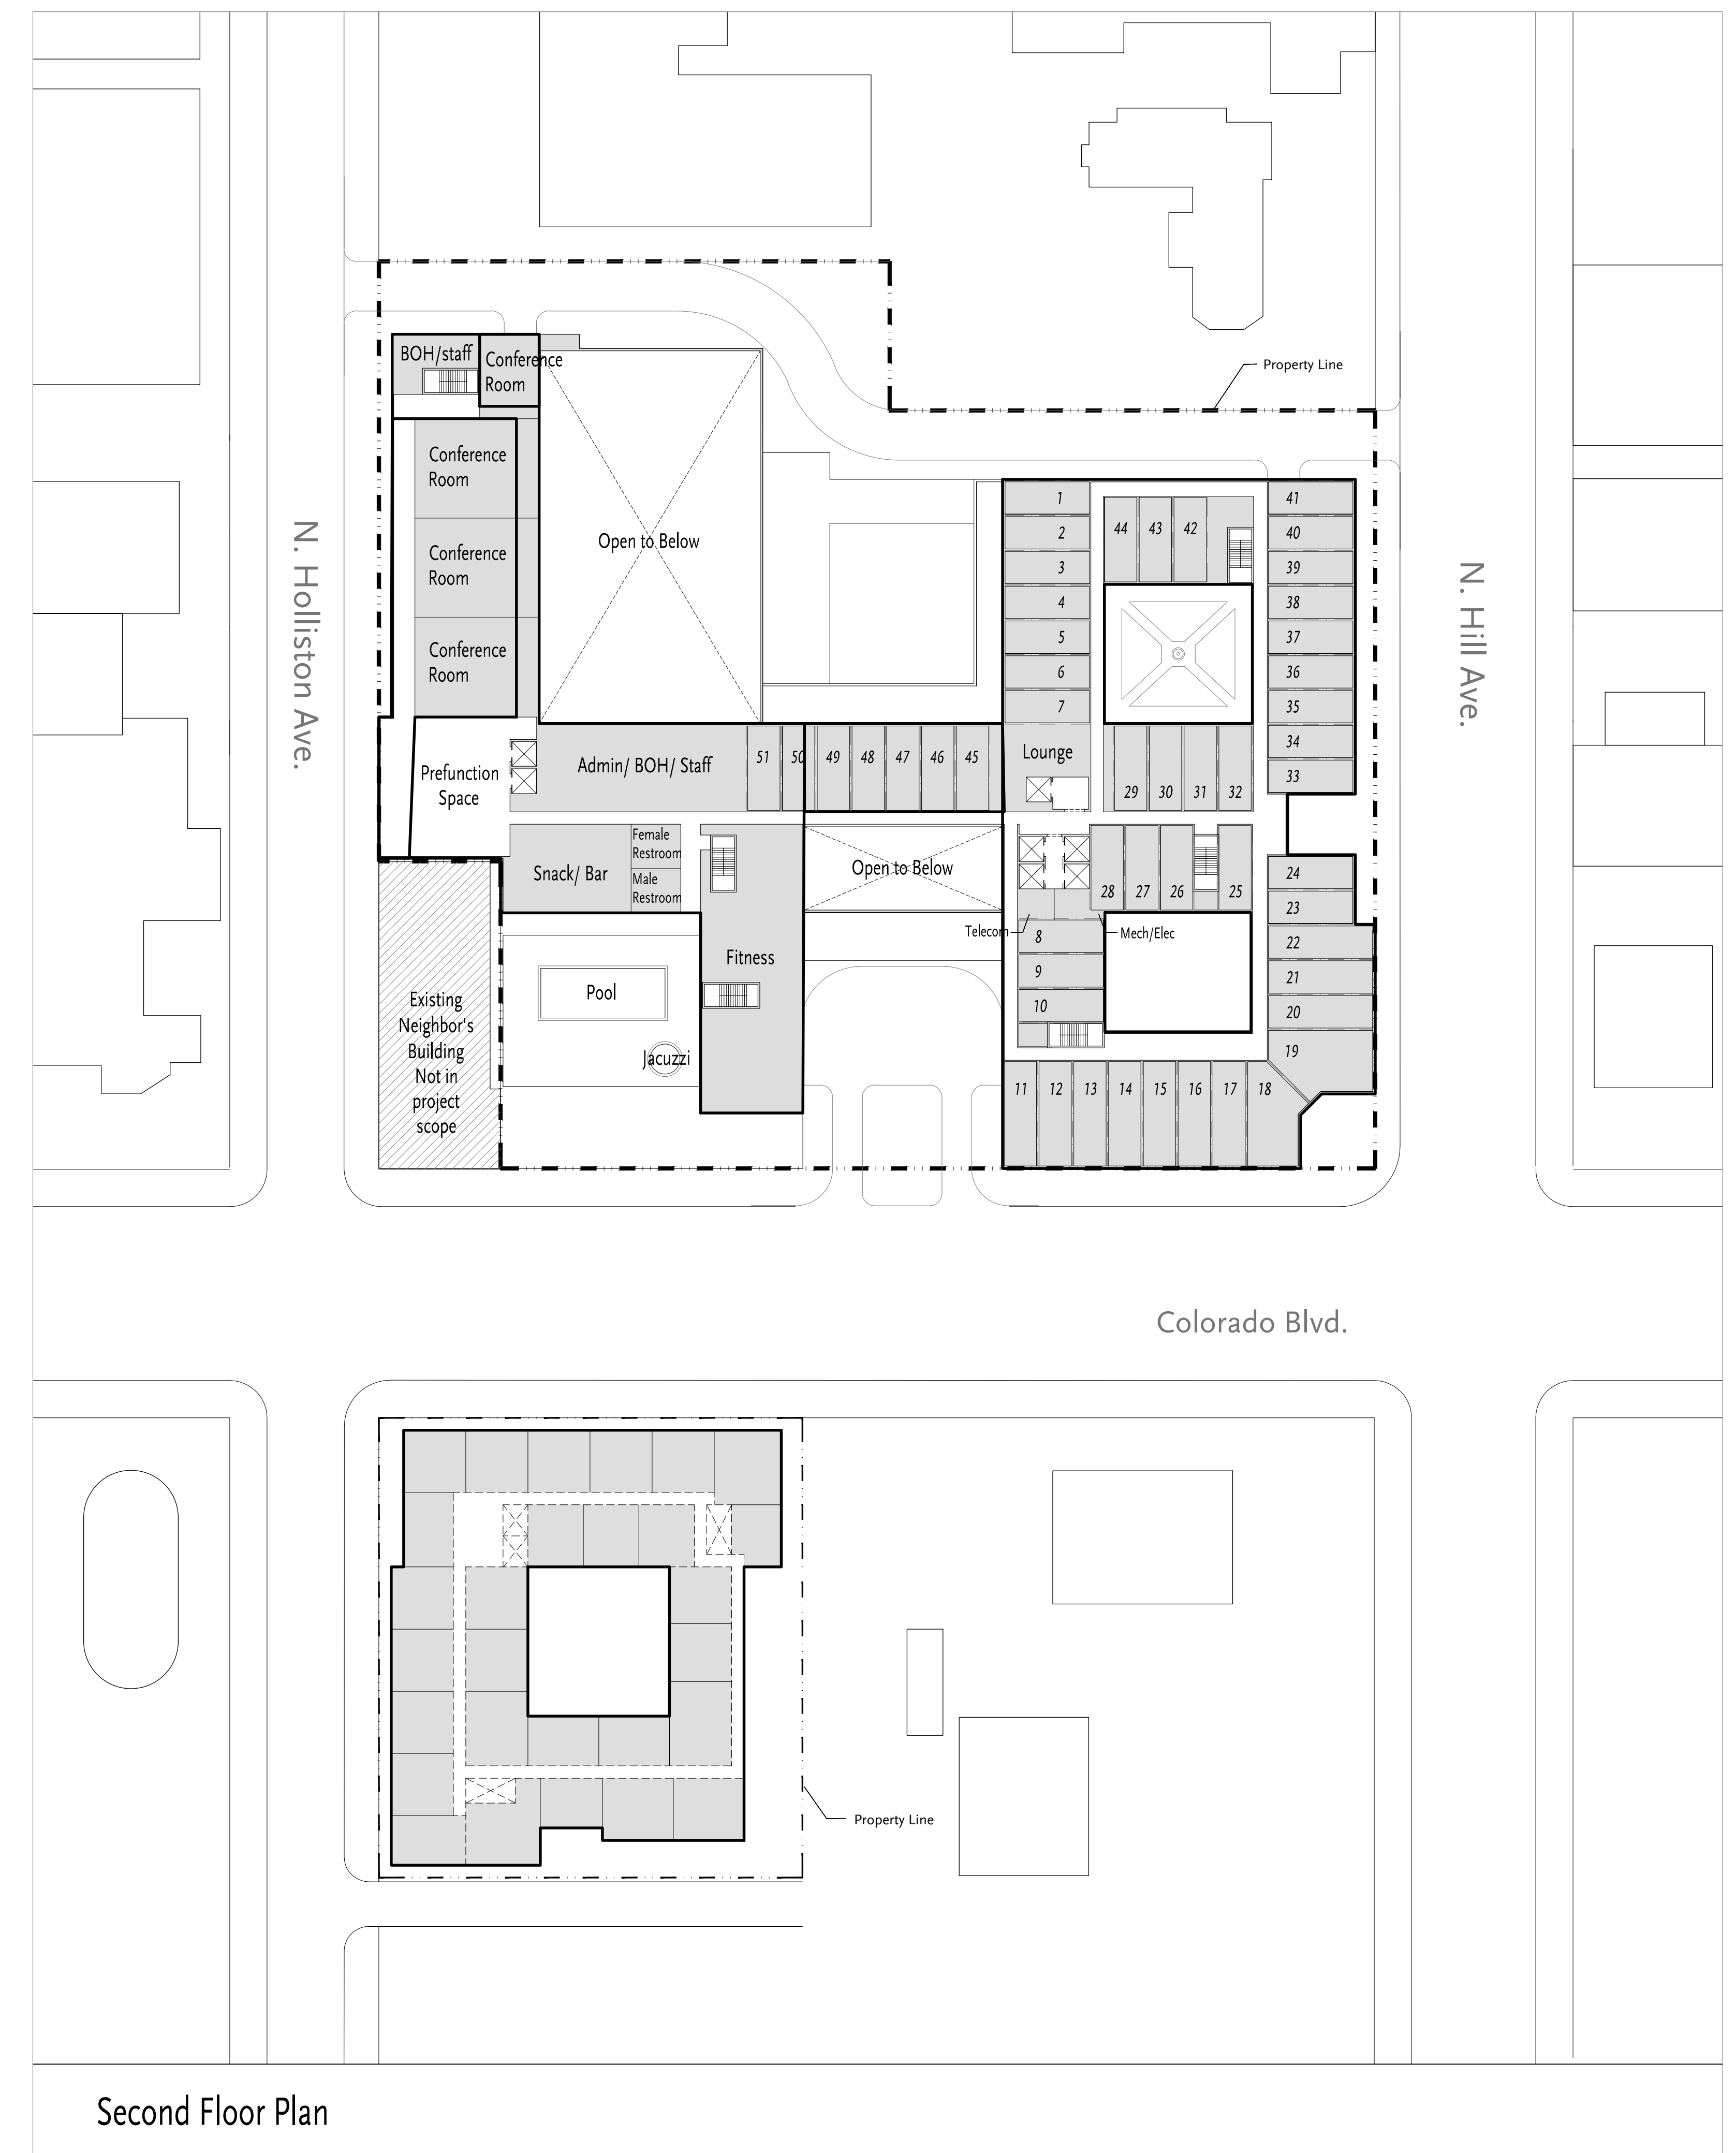 Property Line
BOH/staff
Conference
Room
Conference
Room
Conference
Room
Conference
Room
Open to Below
N. Holliston Ave.
N. Hill Ave.
1
2
3
4
5
6
7
44
43
42
41
40
39
38
37
36
35
34
33
Prefunction
Space
Admin/ BOH/ Staff
51
50
49
48
47
46
45
Lounge
29
30
31
32
Snack/ Bar
Female
Restroom
Male
Restroom
Open to Below
28
27
26
25
24
23
22
21
20
19
Telecom
Mech/Elec
8
9
10
Fitness
Pool
Jacuzzi
Existing
Neighbor's
Building
Not in
project
scope
11
12
13
14
15
16
17
18
Colorado Blvd.
Property Line
Second Floor Plan